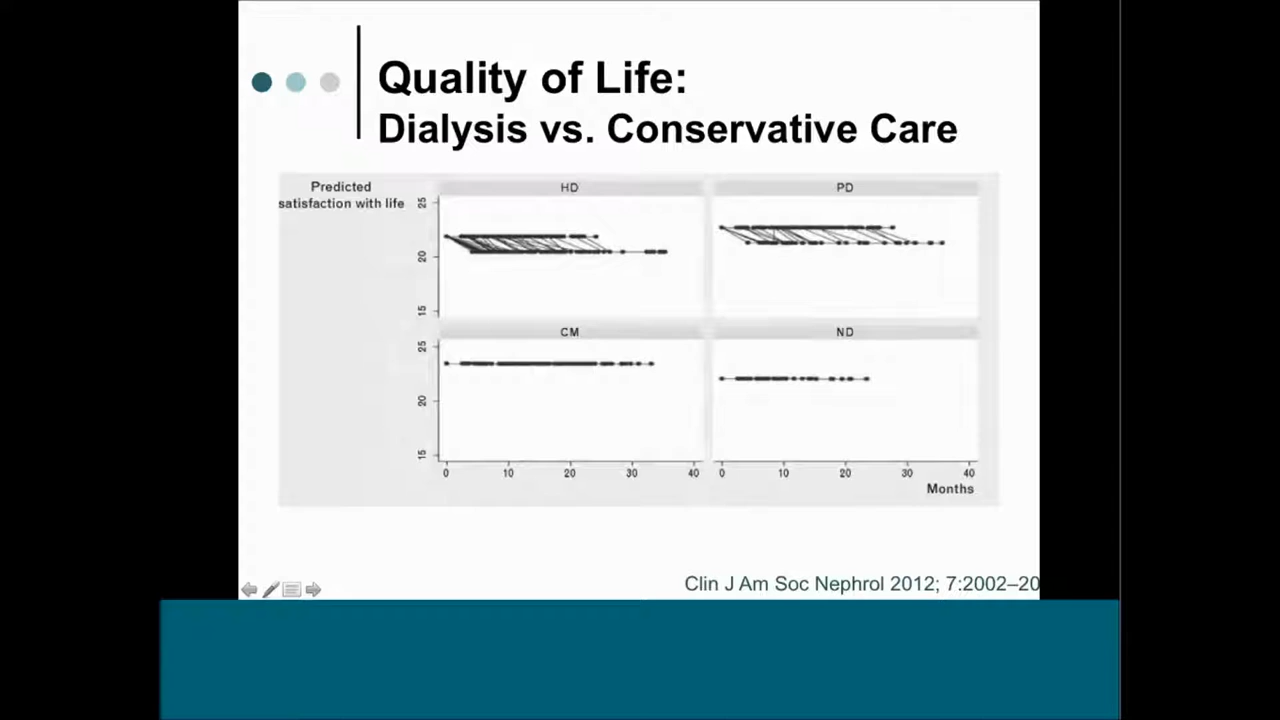 Quality of Life:
Dialysis vs. Conservative Care
Predicted
satisfaction with life
HD
PD
25
20
15
CM
ND
25
20
15
0 10 20 30 40
0 10 20 30 40
Months
Clin J Am Soc Nephrol 2012; 7:2002–20